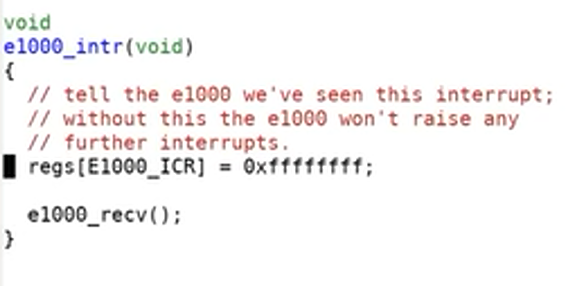 void
e1000_intr(void)
{
  // tell the e1000 we've seen this interrupt;
  // without this the e1000 won't raise any
  // further interrupts.
  regs[E1000_ICR] = 0xffffffff;

  e1000_recv();
}